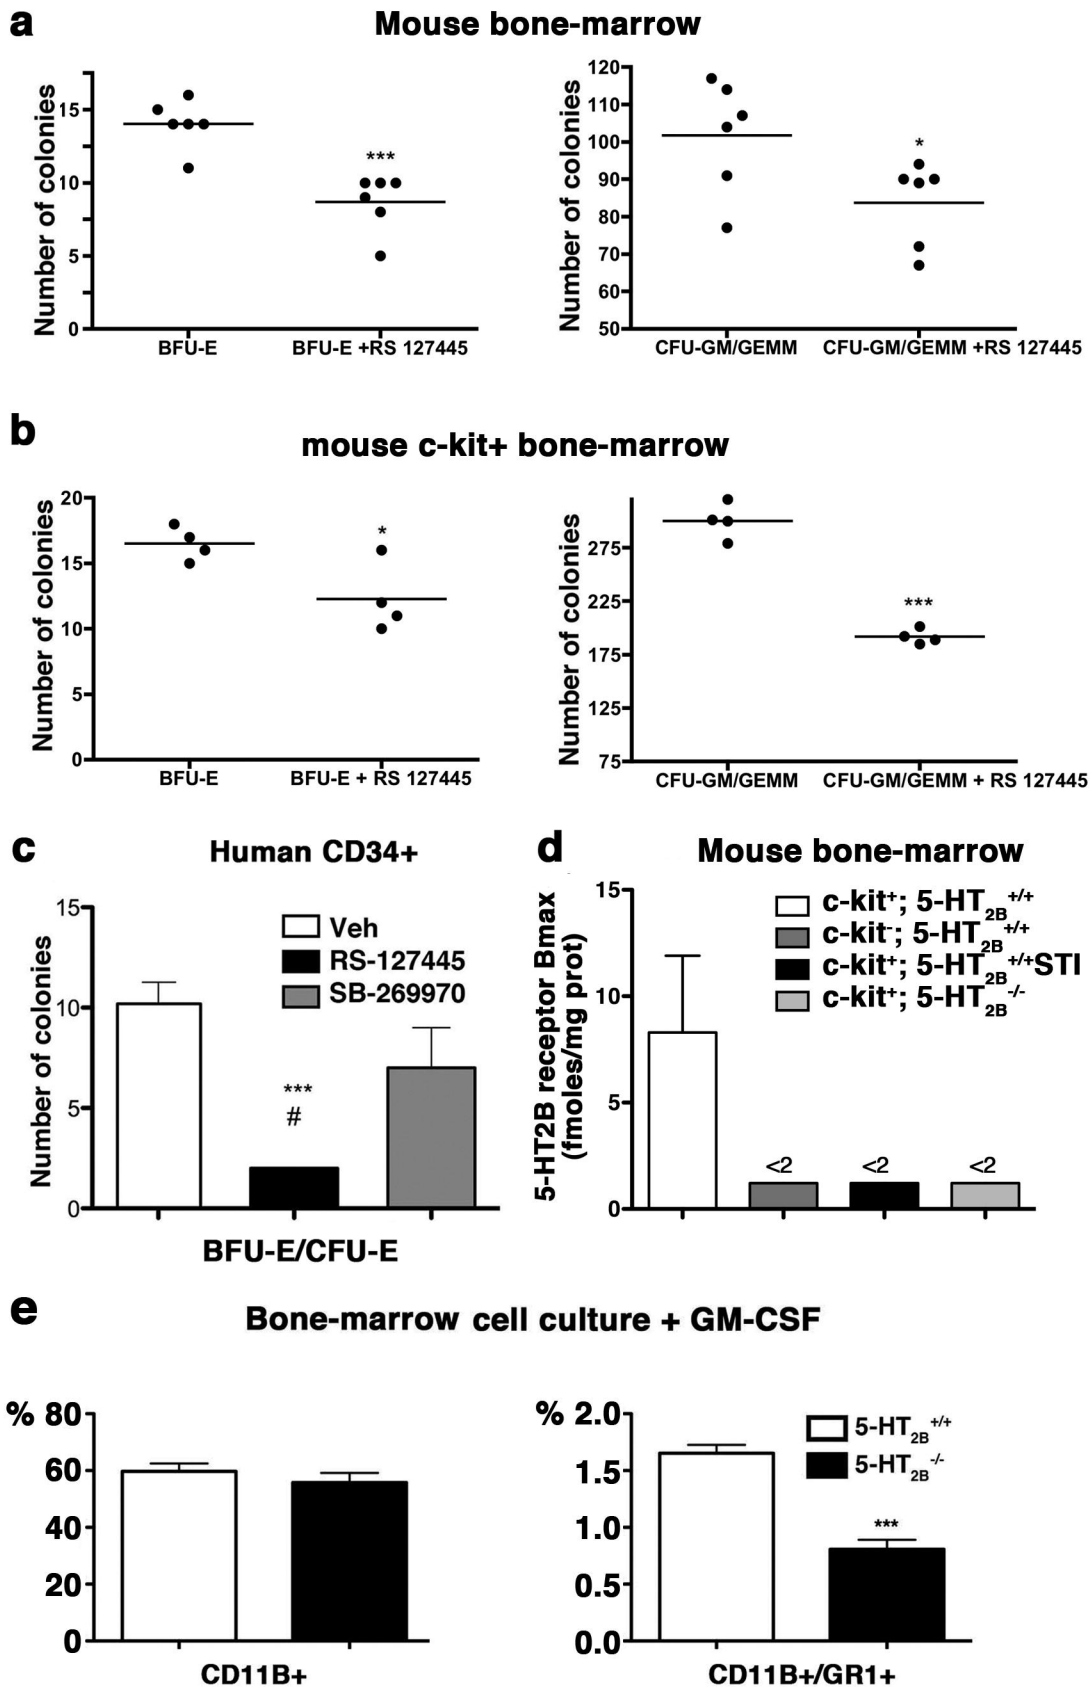 a
Mouse bone-marrow
Number of colonies
15
10
5
0
***
BFU-E
BFU-E +RS 127445
Number of colonies
120
110
100
90
80
70
60
50
*
CFU-GM/GEMM
CFU-GM/GEMM +RS 127445
b
mouse c-kit+ bone-marrow
Number of colonies
20
15
10
5
0
*
BFU-E
BFU-E + RS 127445
Number of colonies
275
225
175
125
75
***
CFU-GM/GEMM
CFU-GM/GEMM + RS 127445
c
Human CD34+
Number of colonies
15
10
5
0
Veh
RS-127445
SB-269970
***
#
BFU-E/CFU-E
d
Mouse bone-marrow
5-HT2B receptor Bmax
(fmoles/mg prot)
15
10
5
0
c-kit⁺; 5-HT₂B⁺/⁺
c-kit⁻; 5-HT₂B⁺/⁺
c-kit⁺; 5-HT₂B⁺/⁺STI
c-kit⁺; 5-HT₂B⁻/⁻
<2
<2
<2
e
Bone-marrow cell culture + GM-CSF
%
80
60
40
20
0
CD11B+
%
2.0
1.5
1.0
0.5
0.0
5-HT₂B⁺/⁺
5-HT₂B⁻/⁻
***
CD11B+/GR1+